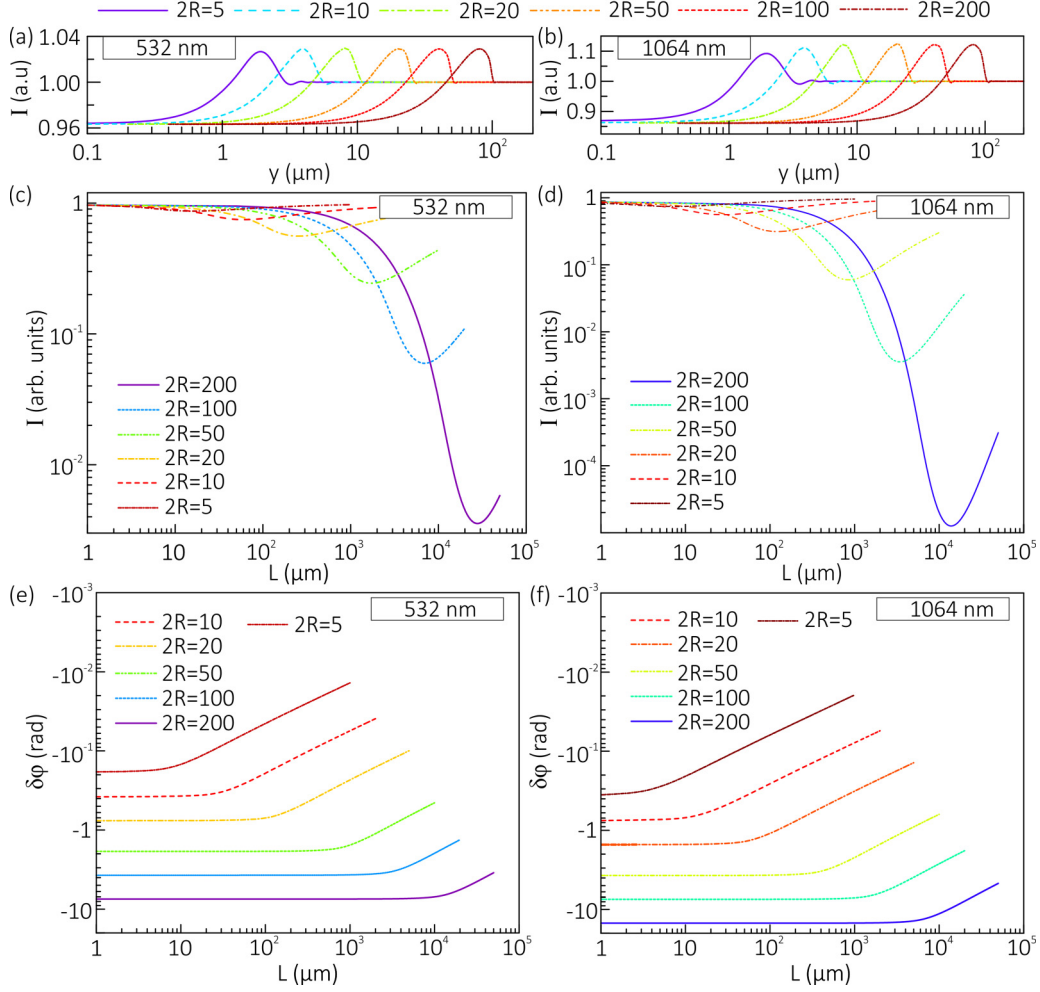 2R=5 2R=10 2R=20 2R=50 2R=100 2R=200
(a) 532 nm
1.04
1.00
0.96
I (a.u)
0.1 1 10 10²
y (μm)
(b) 1064 nm
1.1
1.0
0.9
I (a.u)
0.1 1 10 10²
y (μm)
(c) 532 nm
1
10⁻¹
10⁻²
I (arb. units)
2R=200
2R=100
2R=50
2R=20
2R=10
2R=5
1 10 10² 10³ 10⁴ 10⁵
L (μm)
(d) 1064 nm
1
10⁻¹
10⁻²
10⁻³
10⁻⁴
I (arb. units)
2R=200
2R=100
2R=50
2R=20
2R=10
2R=5
1 10 10² 10³ 10⁴ 10⁵
L (μm)
(e) 532 nm
-10⁻³
-10⁻²
-10⁻¹
-1
-10
δφ (rad)
2R=10 2R=5
2R=20
2R=50
2R=100
2R=200
1 10 10² 10³ 10⁴ 10⁵
L (μm)
(f) 1064 nm
-10⁻³
-10⁻²
-10⁻¹
-1
-10
δφ (rad)
2R=10 2R=5
2R=20
2R=50
2R=100
2R=200
1 10 10² 10³ 10⁴ 10⁵
L (μm)